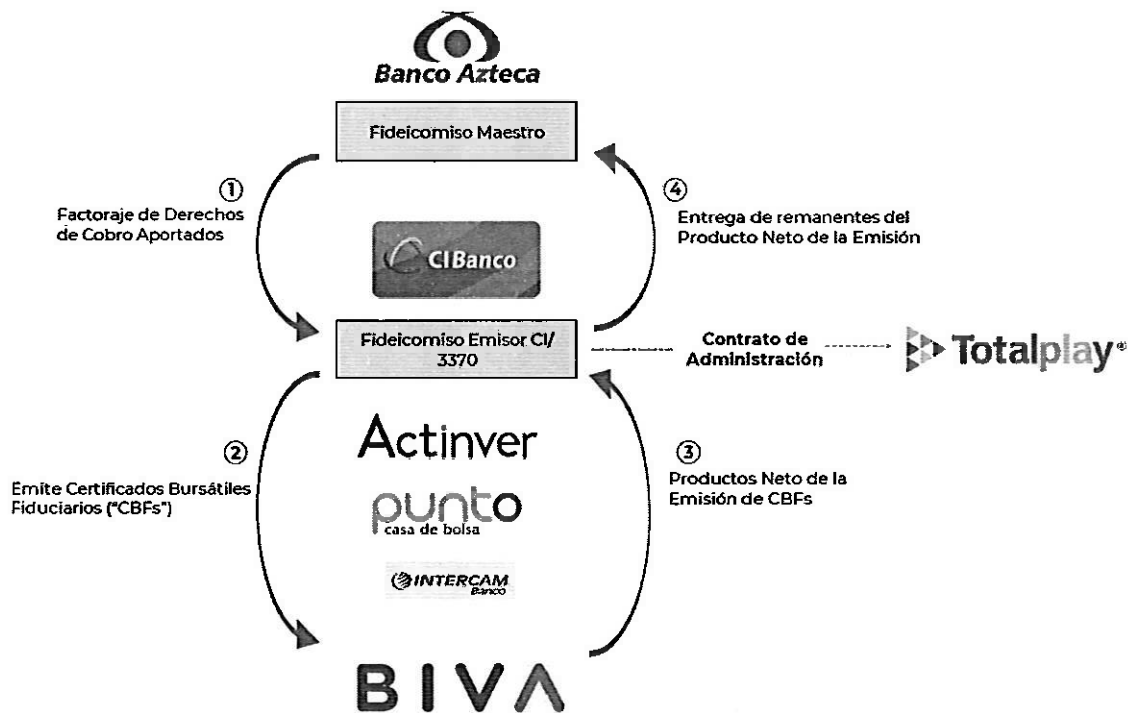 Banco Azteca
Fideicomiso Maestro
①
Factoraje de Derechos
de Cobro Aportados
④
Entrega de remanentes del
Producto Neto de la Emisión
CIBanco
Fideicomiso Emisor CI/
3370
Contrato de
Administración
Totalplay®
②
Emite Certificados Bursátiles
Fiduciarios ("CBFs")
Actinver
punto
casa de bolsa
INTERCAM
Banco
③
Productos Neto de la
Emisión de CBFs
BIVA